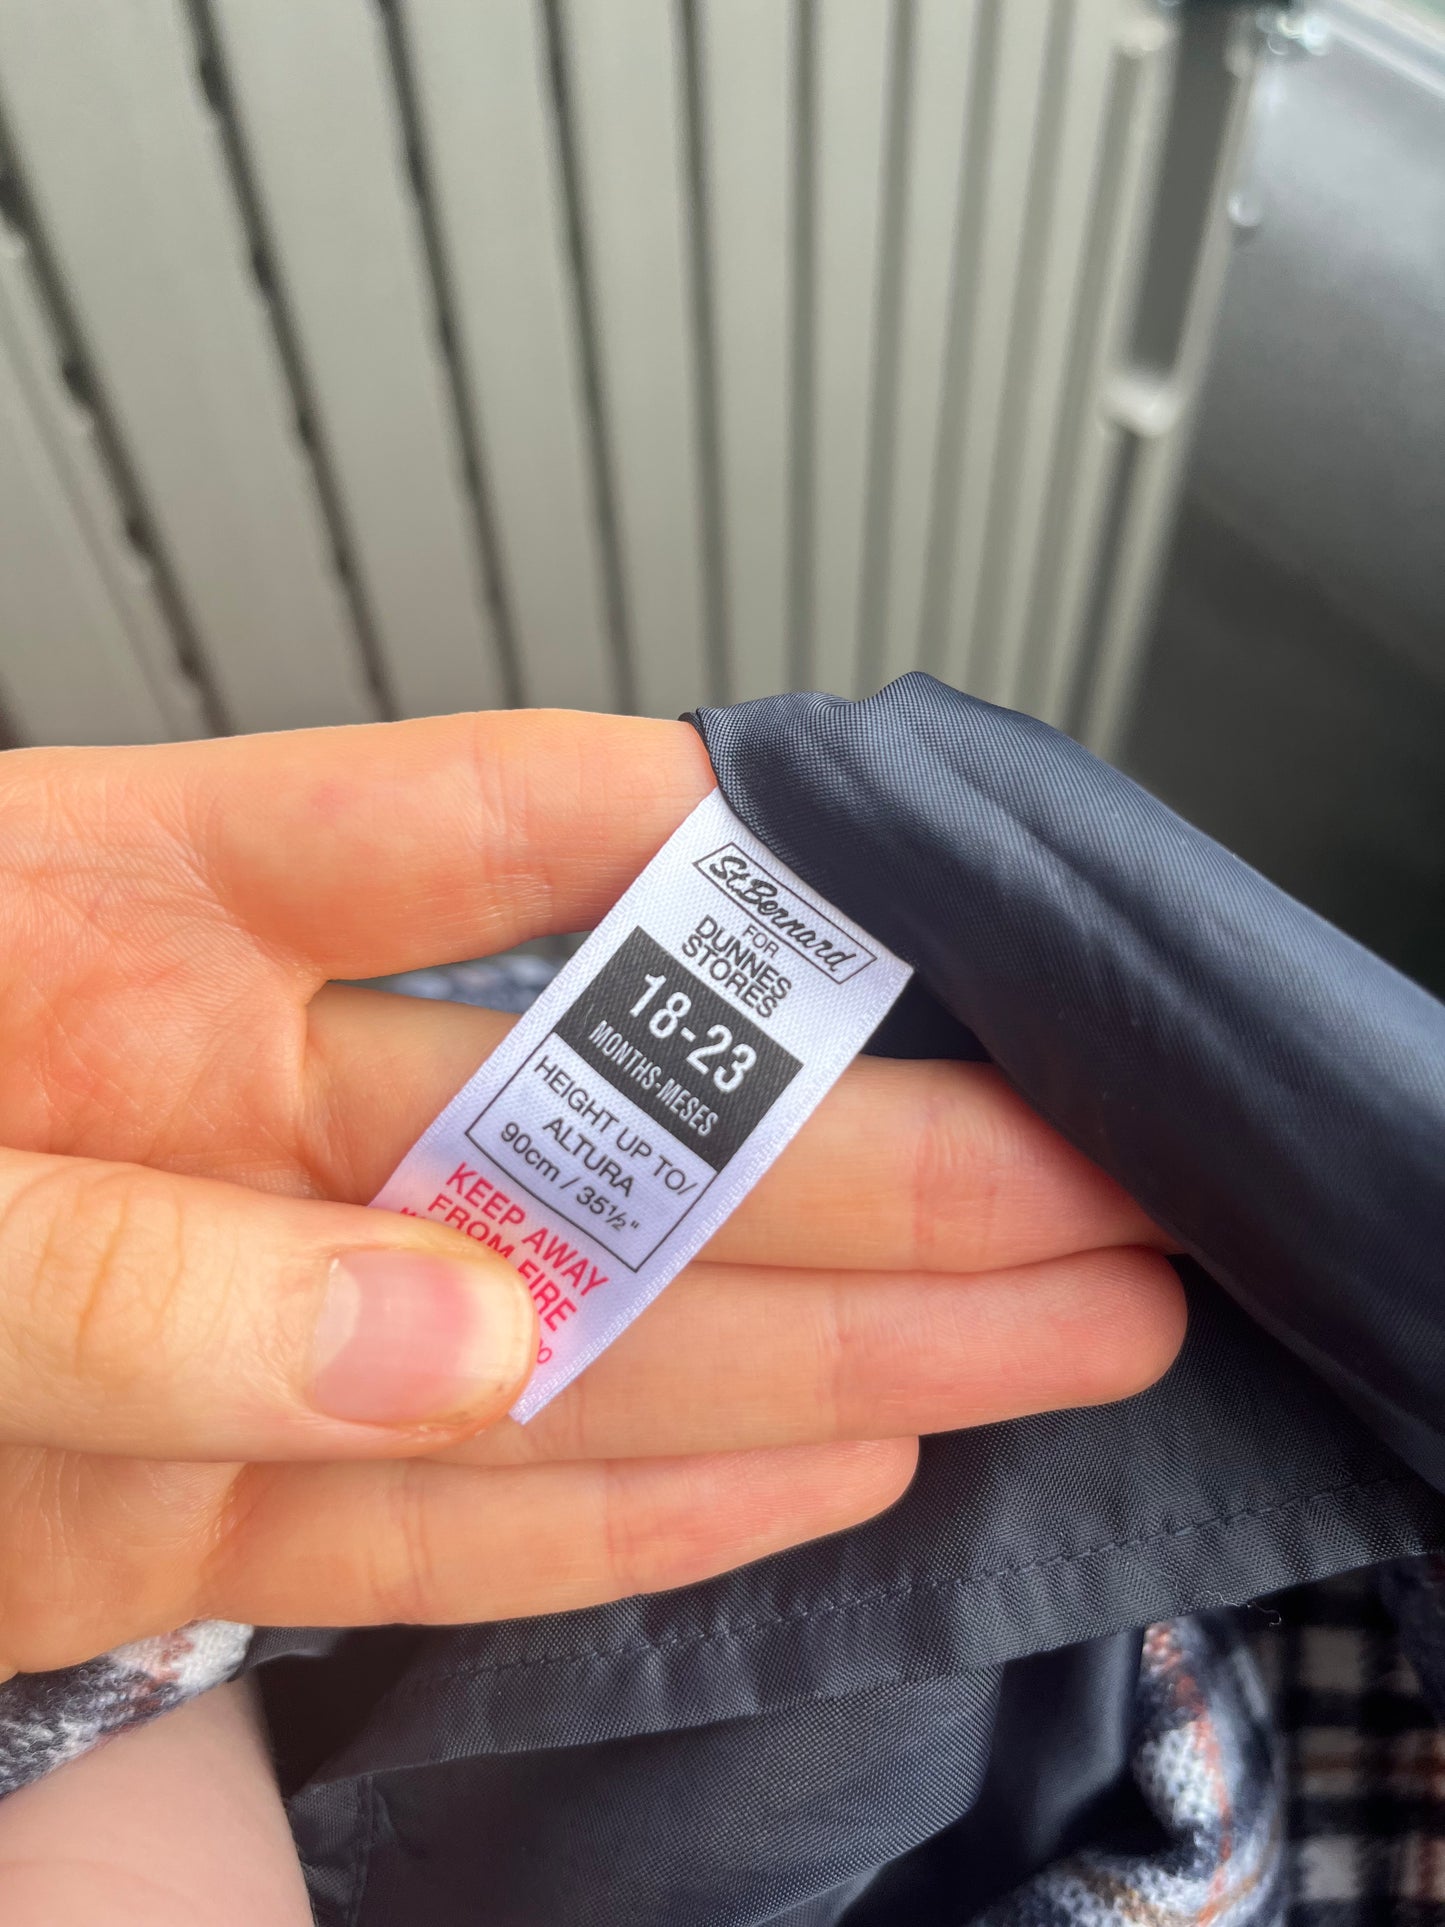 St.Bernard
FOR
DUNNES
STORES
18-23
MONTHS-MESES
HEIGHT UP TO/
ALTURA
90cm / 35½"
KEEP AWAY
FROM FIRE